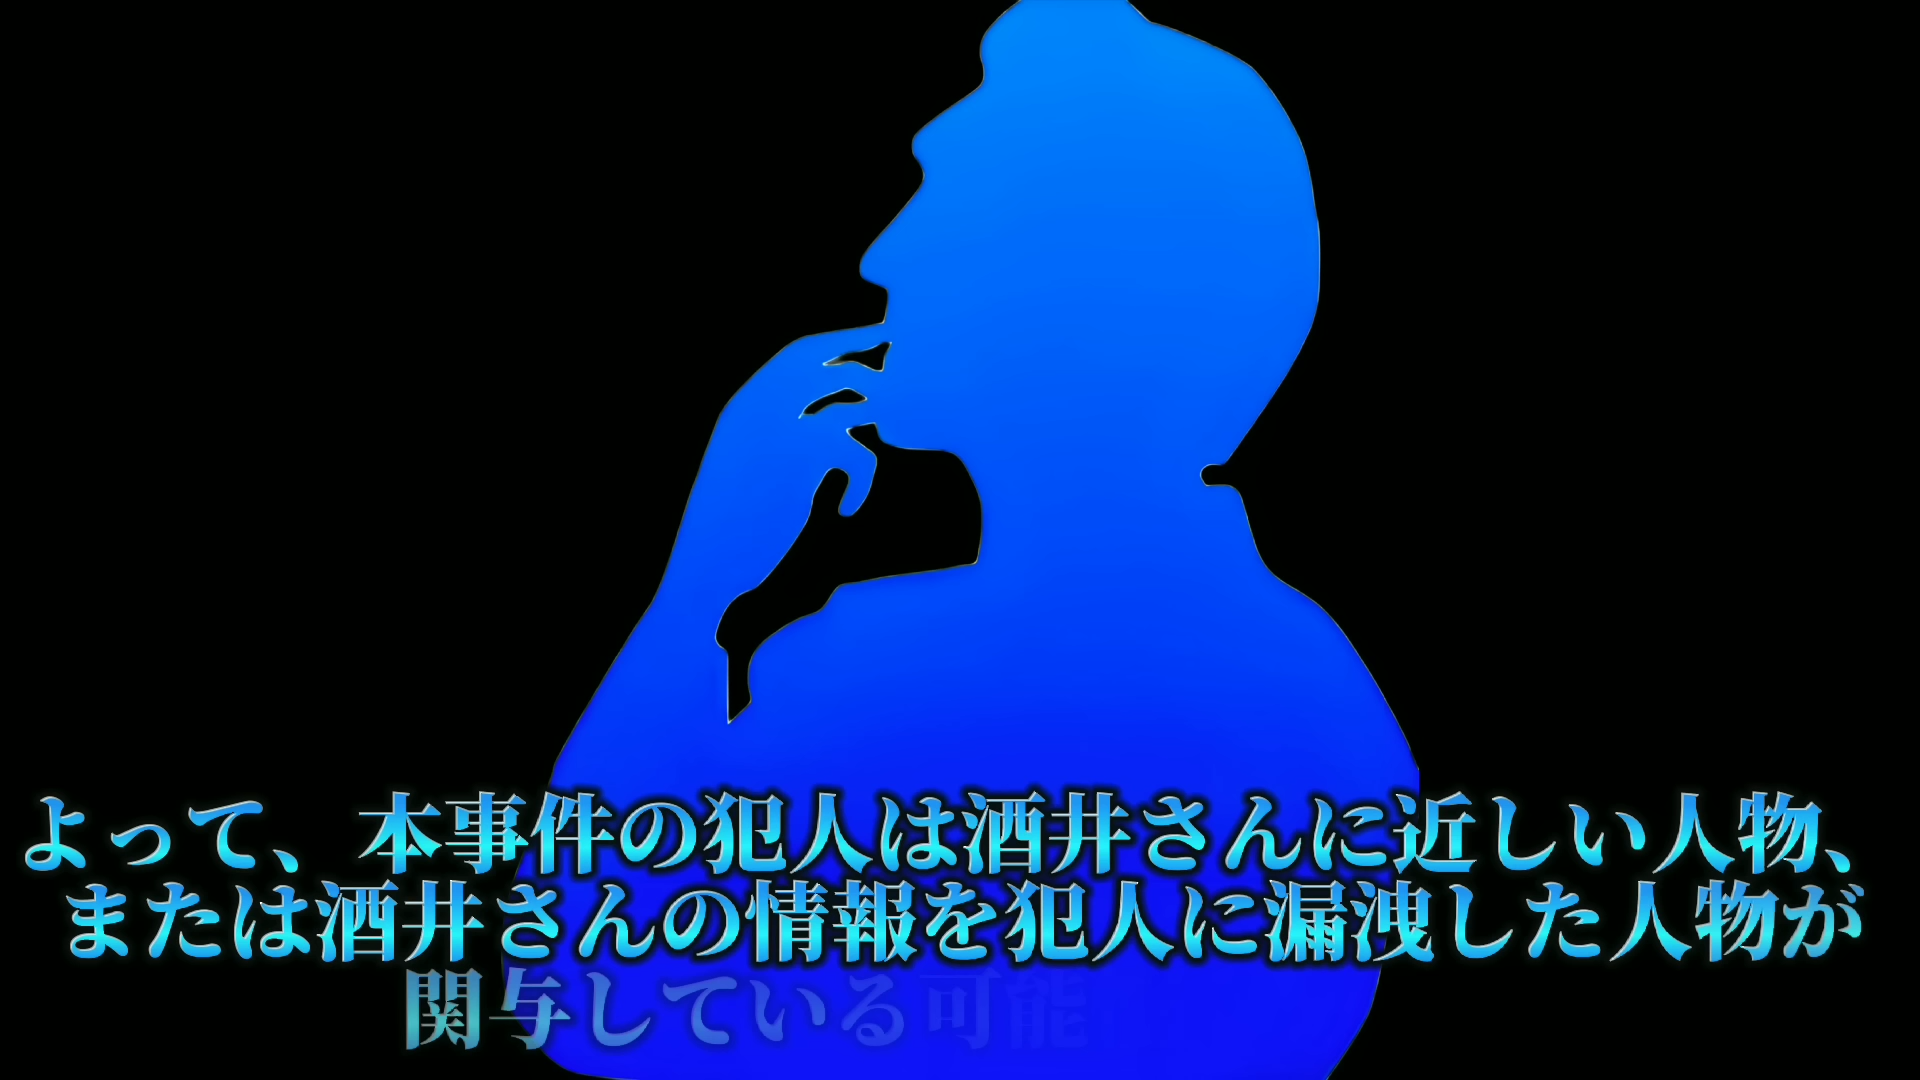 よって、本事件の犯人は酒井さんに近しい人物、
または酒井さんの情報を犯人に漏洩した人物が
関与している可能